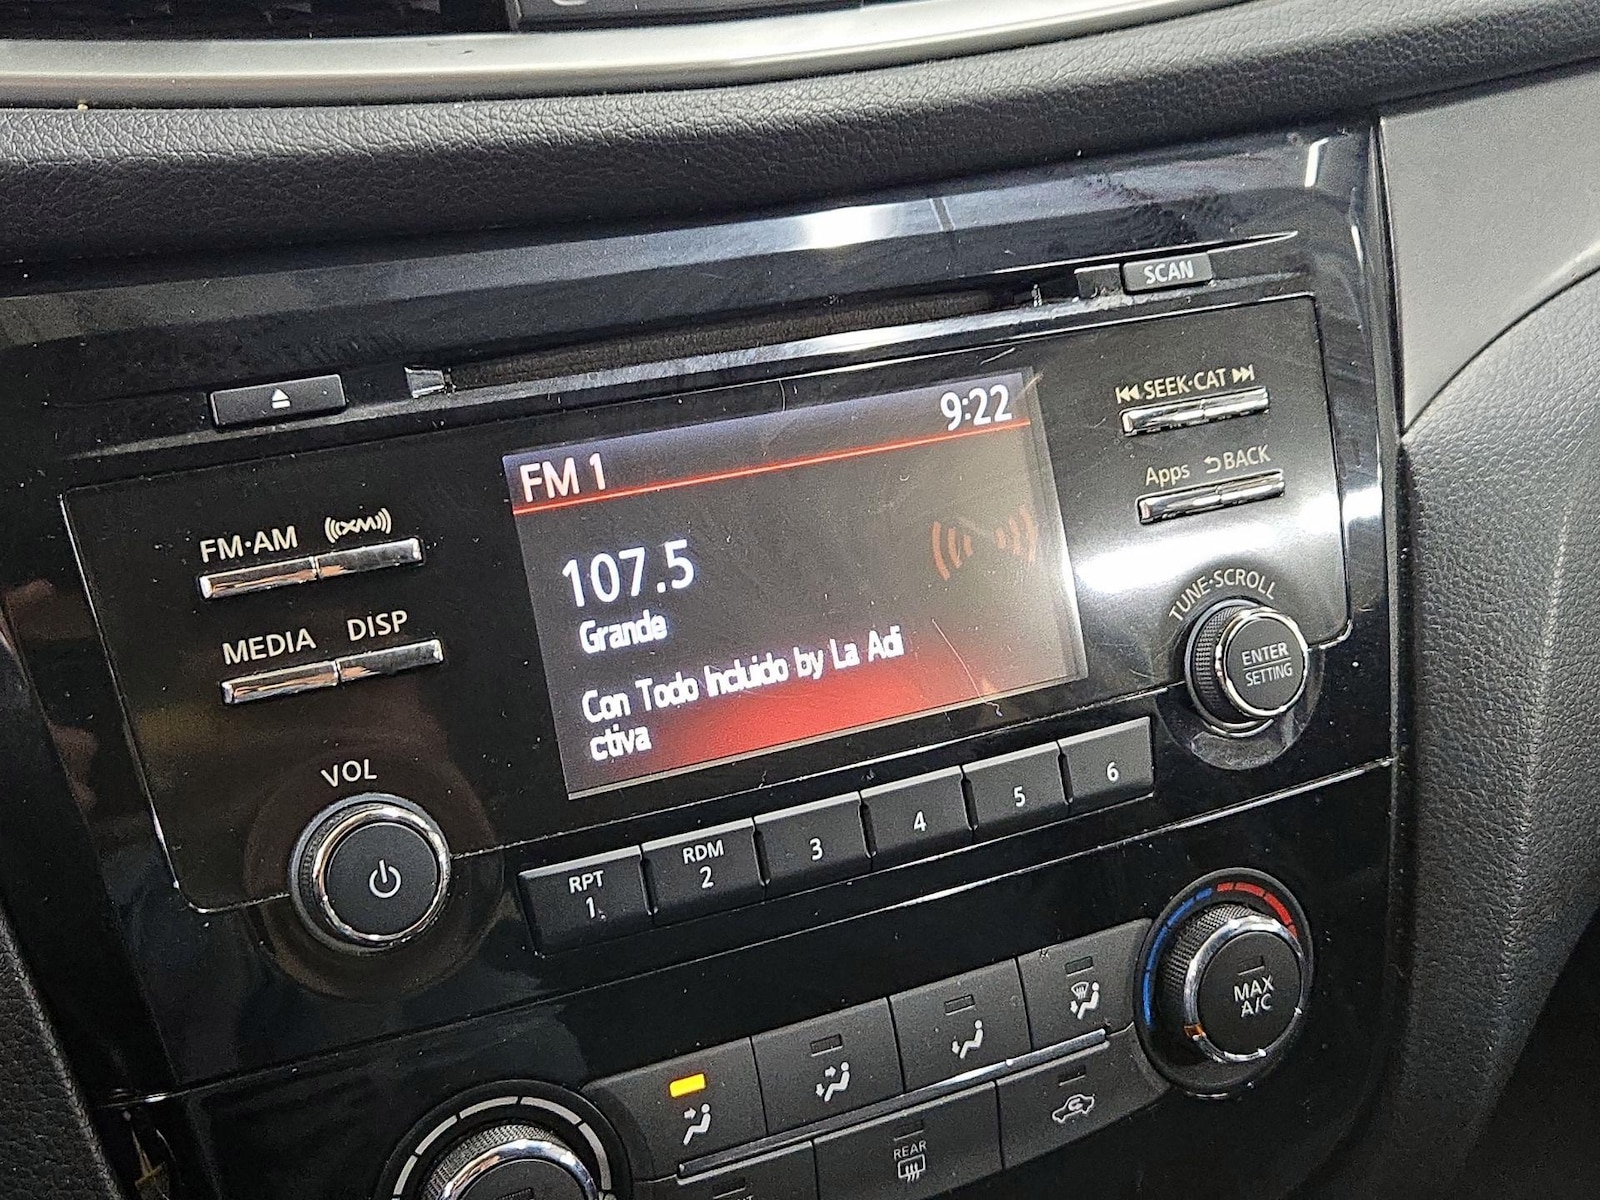 SCAN
SEEK·CAT
Apps BACK
9:22
FM 1
FM·AM XM
107.5
Grande
Con Todo Incluido by La Adi
ctiva
MEDIA DISP
TUNE·SCROLL
ENTER
SETTING
VOL
RPT
1
RDM
2
3
4
5
6
MAX
A/C
REAR